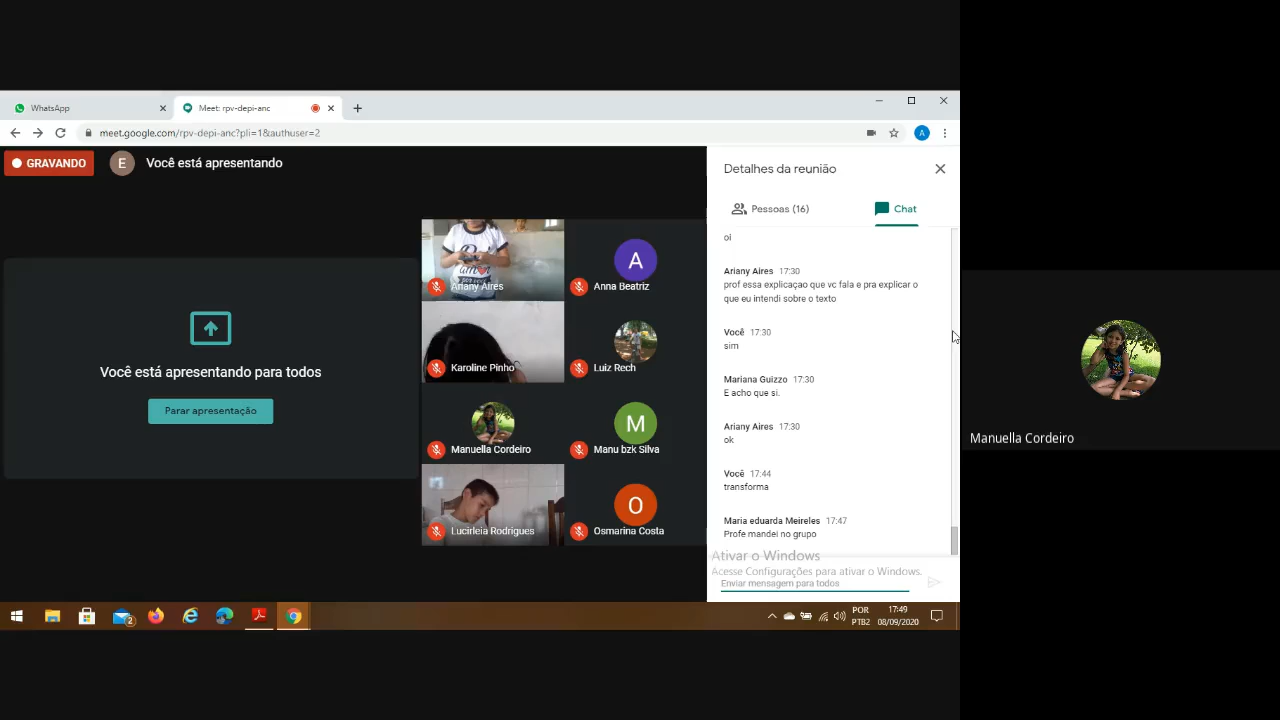 WhatsApp
Meet: rpv-depi-anc
meet.google.com/rpv-depi-anc?pli=1&authuser=2
A
GRAVANDO
E
Você está apresentando
Detalhes da reunião
Pessoas (16)
Chat
Você está apresentando para todos
Parar apresentação
Ariany Aires
A
Anna Beatriz
Karoline Pinho
Luiz Rech
Manuella Cordeiro
M
Manu bzk Silva
Lucirleia Rodrigues
O
Osmarina Costa
oi
Ariany Aires 17:30
prof essa explicaçao que vc fala e pra explicar o
que eu intendi sobre o texto
Você 17:30
sim
Mariana Guizzo 17:30
E acho que si.
Ariany Aires 17:30
ok
Você 17:44
transforma
Maria eduarda Meireles 17:47
Profe mandei no grupo
Ativar o Windows
Acesse Configurações para ativar o Windows.
Enviar mensagem para todos
Manuella Cordeiro
2
POR
PTB2
17:49
08/09/2020